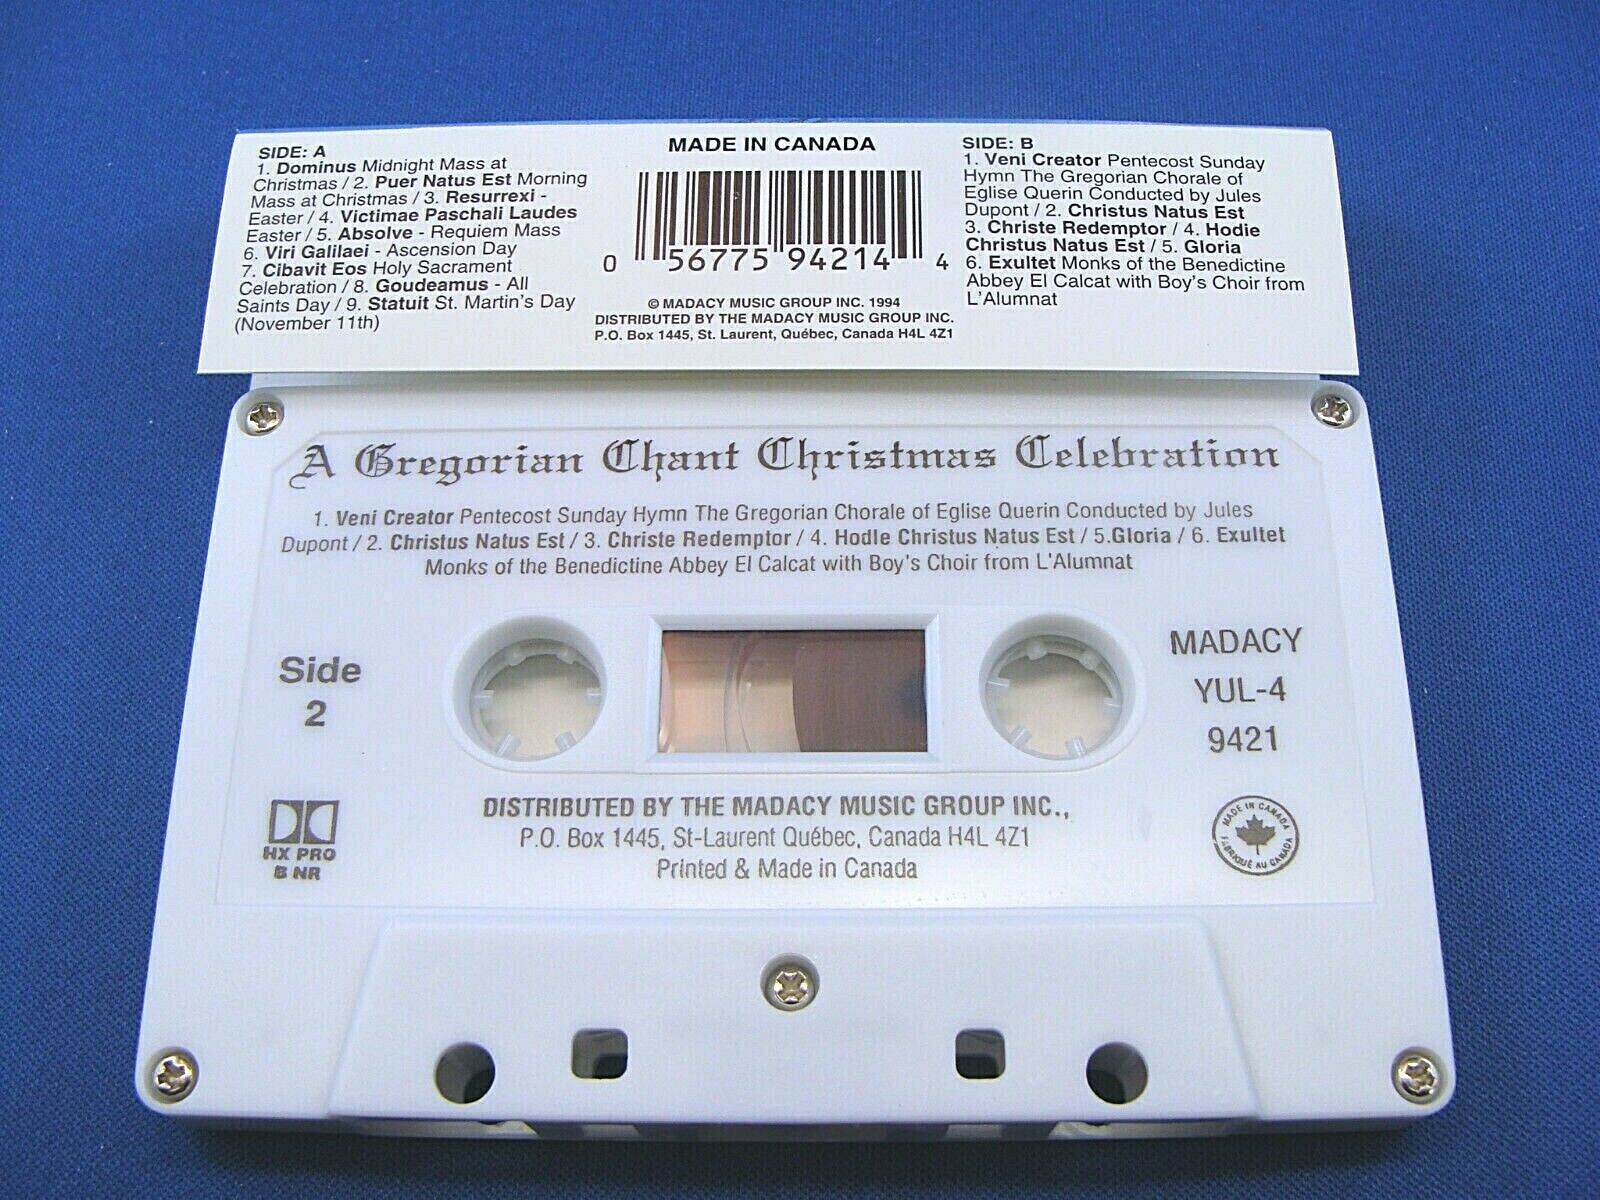 SIDE: A
1. Dominus Midnight Mass at
Christmas / 2. Puer Natus Est Morning
Mass at Christmas / 3. Resurrexi -
Easter / 4. Victimae Paschali Laudes
Easter / 5. Absolve - Requiem Mass
6. Viri Galilaei - Ascension Day
7. Cibavit Eos Holy Sacrament
Celebration / 8. Goudeamus - All
Saints Day / 9. Statuit St. Martin's Day
(November 11th)
MADE IN CANADA
0 56775 94214 4
© MADACY MUSIC GROUP INC. 1994
DISTRIBUTED BY THE MADACY MUSIC GROUP INC.
P.O. Box 1445, St. Laurent, Québec, Canada H4L 4Z1
SIDE: B
1. Veni Creator Pentecost Sunday
Hymn The Gregorian Chorale of
Eglise Querin Conducted by Jules
Dupont / 2. Christus Natus Est
3. Christe Redemptor / 4. Hodie
Christus Natus Est / 5. Gloria
6. Exultet Monks of the Benedictine
Abbey El Calcat with Boy's Choir from
L'Alumnat
A Gregorian Chant Christmas Celebration
1. Veni Creator Pentecost Sunday Hymn The Gregorian Chorale of Eglise Querin Conducted by Jules
Dupont / 2. Christus Natus Est / 3. Christe Redemptor / 4. Hodle Christus Natus Est / 5.Gloria / 6. Exultet
Monks of the Benedictine Abbey El Calcat with Boy's Choir from L'Alumnat
Side
2
MADACY
YUL-4
9421
HX PRO
B NR
DISTRIBUTED BY THE MADACY MUSIC GROUP INC.,
P.O. Box 1445, St-Laurent Québec, Canada H4L 4Z1
Printed & Made in Canada
MADE IN CANADA
FABRIQUÉ AU CANADA